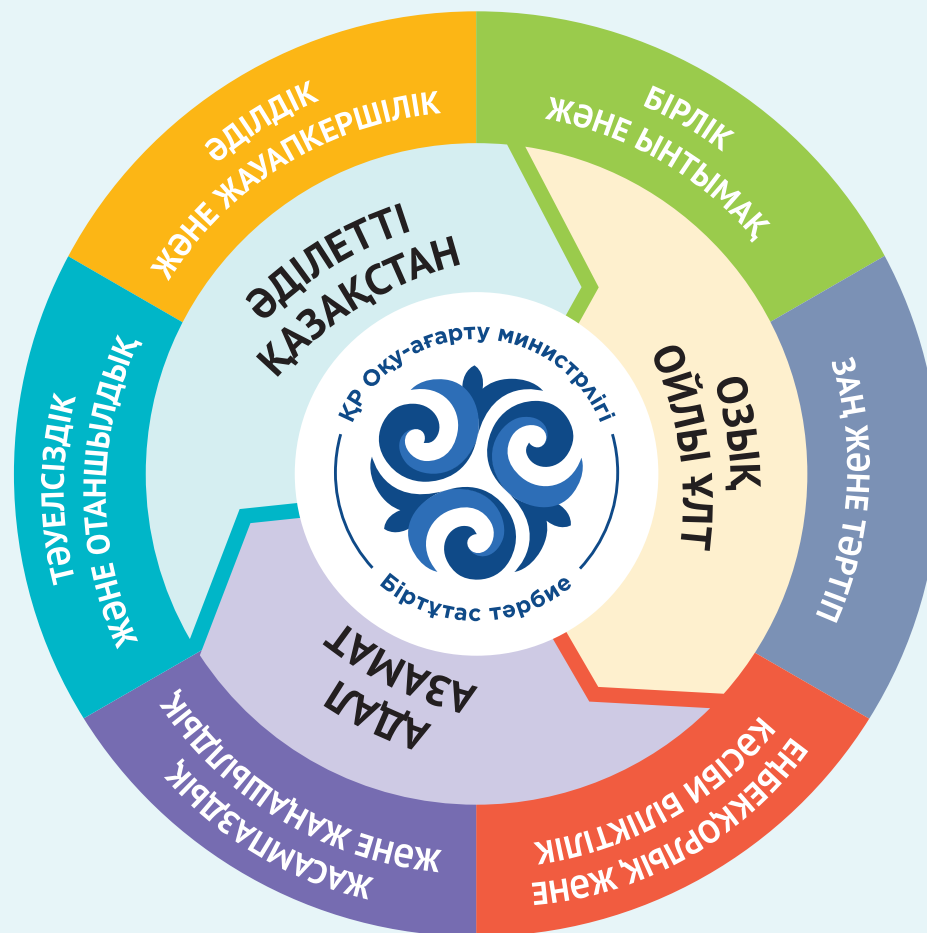 ӘДІЛДІК
ЖӘНЕ ЖАУАПКЕРШІЛІК
БІРЛІК
ЖӘНЕ ЫНТЫМАҚ
ЗАҢ ЖӘНЕ ТӘРТІП
ЕҢБЕКҚОРЛЫҚ ЖӘНЕ
КӘСІБИ БІЛІКТІЛІК
ЖАСАМПАЗДЫҚ
ЖӘНЕ ЖАҢАШЫЛДЫҚ
ТӘУЕЛСІЗДІК
ЖӘНЕ ОТАНШЫЛДЫҚ
ӘДІЛЕТТІ
ҚАЗАҚСТАН
ОЗЫҚ
ОЙЛЫ ҰЛТ
АДАЛ
АЗАМАТ
ҚР Оқу-ағарту министрлігі
Біртұтас тәрбие